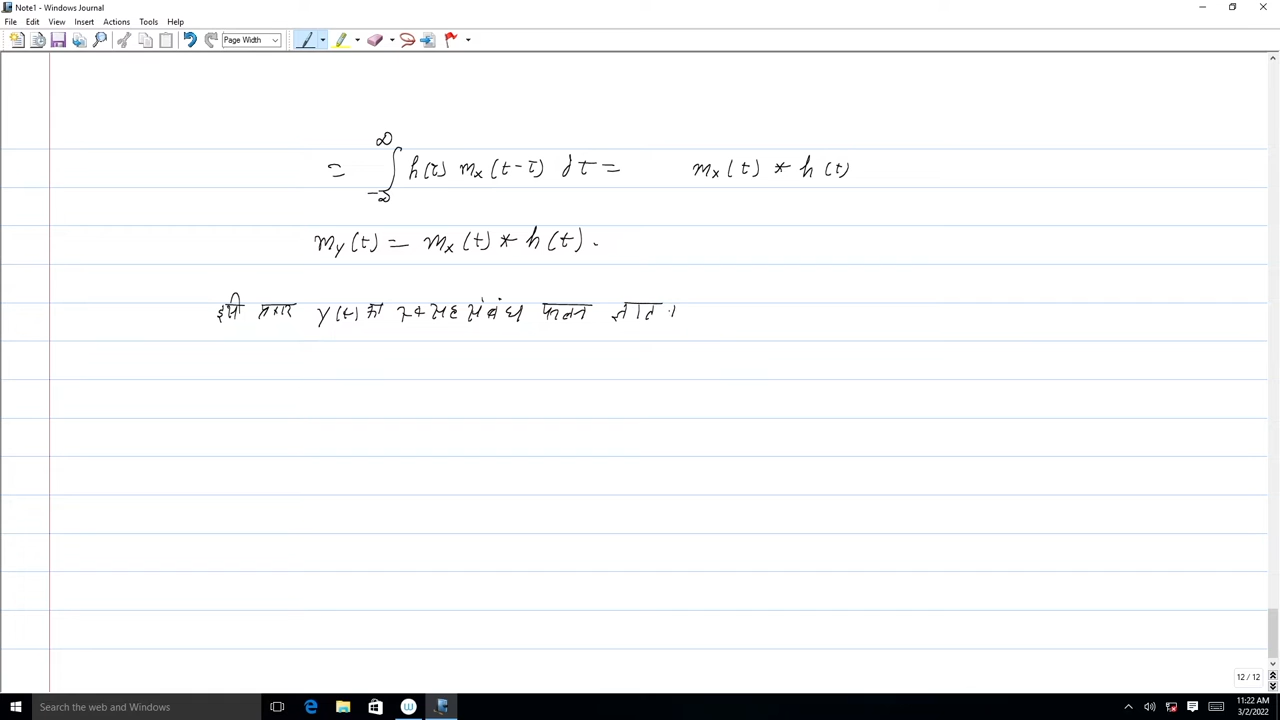 Note1 - Windows Journal
File Edit View Insert Actions Tools Help
Page Width
= ∫_{-∞}^{∞} h(τ) m_x(t-τ) dτ = m_x(t) * h(t)
m_y(t) = m_x(t) * h(t).
इसी प्रकार y(t) का स्व सह संबंध फलन ज्ञात
12 / 12
Search the web and Windows
11:22 AM
3/2/2022